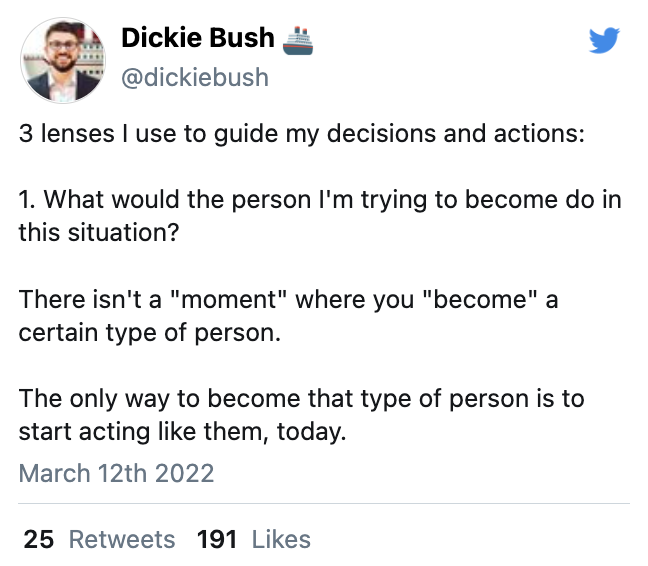 Dickie Bush 🚢
@dickiebush
3 lenses I use to guide my decisions and actions:
1. What would the person I'm trying to become do in
this situation?
There isn't a "moment" where you "become" a
certain type of person.
The only way to become that type of person is to
start acting like them, today.
March 12th 2022
25 Retweets 191 Likes